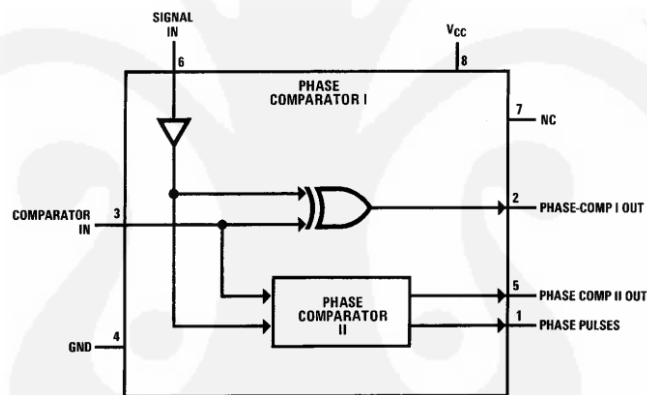 SIGNAL
IN
6
VCC
8
PHASE
COMPARATOR I
7
NC
COMPARATOR
IN
3
2
PHASE-COMP I OUT
PHASE
COMPARATOR
II
5
PHASE COMP II OUT
1
PHASE PULSES
GND
4